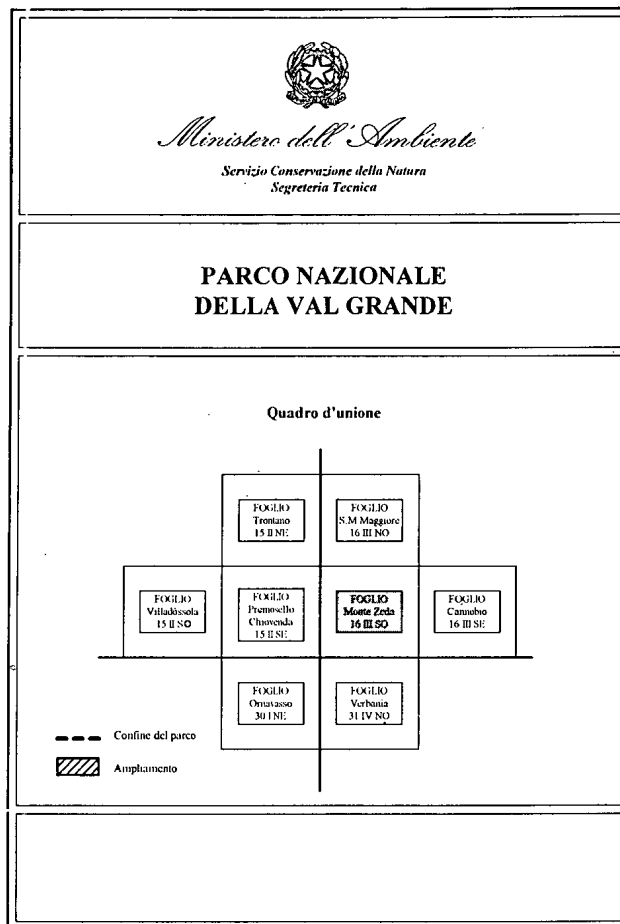 Ministero dell'Ambiente
Servizio Conservazione della Natura
Segreteria Tecnica
PARCO NAZIONALE
DELLA VAL GRANDE
Quadro d'unione
FOGLIO
Trontano
15 II NE
FOGLIO
S.M Maggiore
16 III NO
FOGLIO
Villadossola
15 II SO
FOGLIO
Premosello
Chiovenda
15 II SE
FOGLIO
Monte Zeda
16 III SO
FOGLIO
Cannobio
16 III SE
FOGLIO
Ornavasso
30 I NE
FOGLIO
Verbania
31 IV NO
Confine del parco
Ampliamento